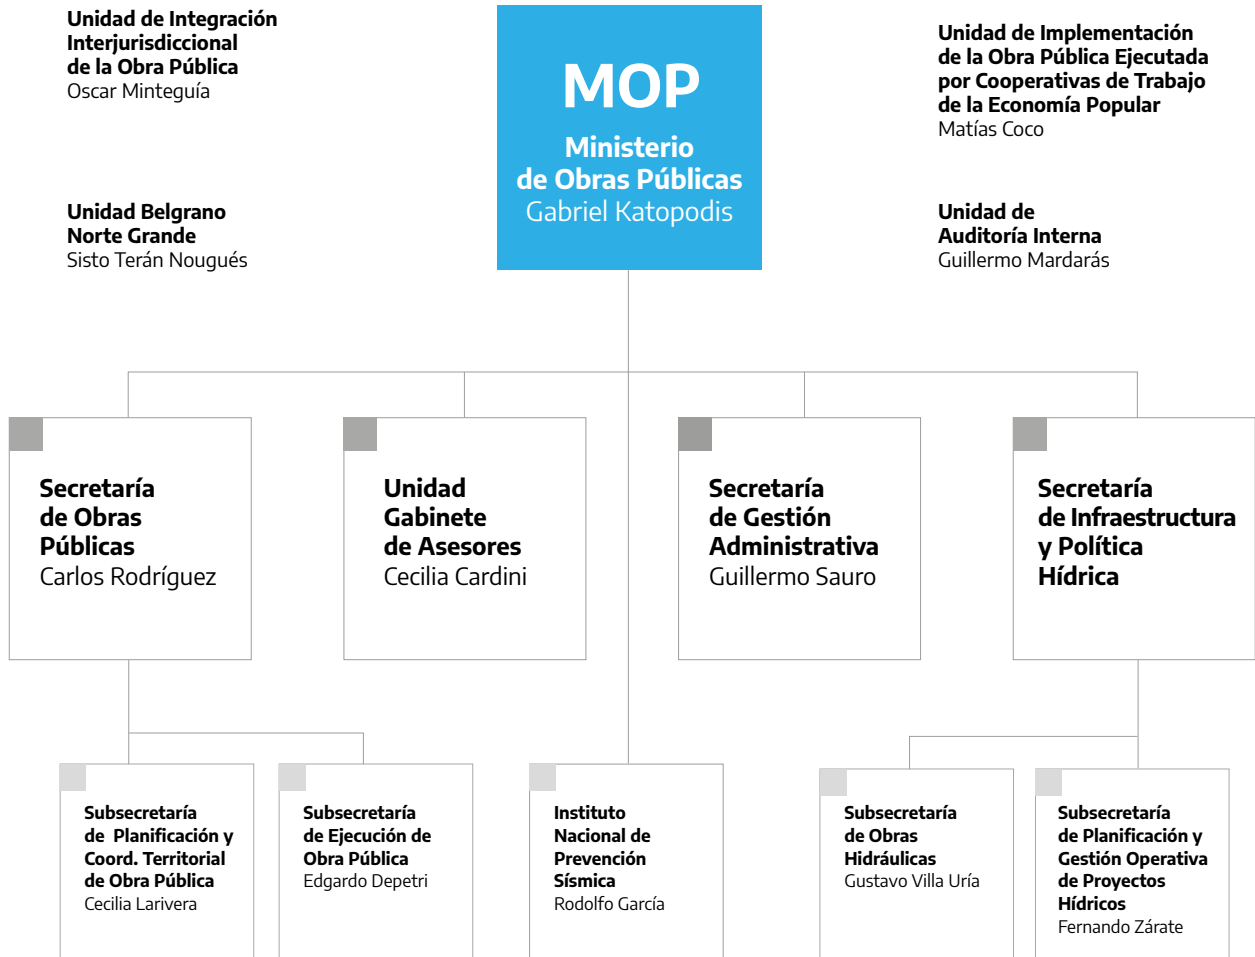 Unidad de Integración
Interjurisdiccional
de la Obra Pública
Oscar Minteguía
Unidad Belgrano
Norte Grande
Sisto Terán Nougués
MOP
Ministerio
de Obras Públicas
Gabriel Katopodis
Unidad de Implementación
de la Obra Pública Ejecutada
por Cooperativas de Trabajo
de la Economía Popular
Matías Coco
Unidad de
Auditoría Interna
Guillermo Mardarás
Secretaría
de Obras
Públicas
Carlos Rodríguez
Unidad
Gabinete
de Asesores
Cecilia Cardini
Secretaría
de Gestión
Administrativa
Guillermo Sauro
Secretaría
de Infraestructura
y Política
Hídrica
Subsecretaría
de Planificación y
Coord. Territorial
de Obra Pública
Cecilia Larivera
Subsecretaría
de Ejecución de
Obra Pública
Edgardo Depetri
Instituto
Nacional de
Prevención
Sísmica
Rodolfo García
Subsecretaría
de Obras
Hidráulicas
Gustavo Villa Uría
Subsecretaría
de Planificación y
Gestión Operativa
de Proyectos
Hídricos
Fernando Zárate